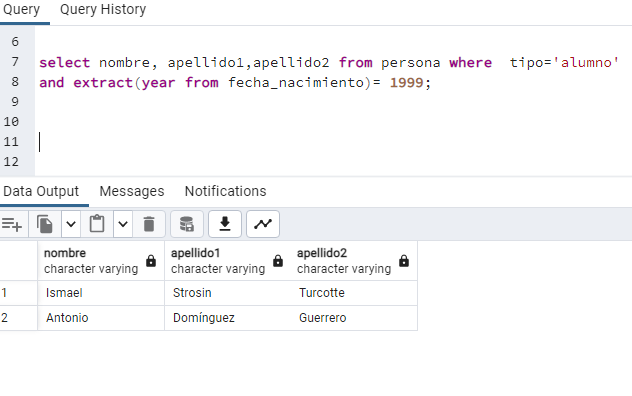 Query Query History
6
7 select nombre, apellido1,apellido2 from persona where  tipo='alumno'
8 and extract(year from fecha_nacimiento)= 1999;
9
10
11
12
Data Output Messages Notifications
nombre apellido1 apellido2
character varying character varying character varying
1 Ismael Strosin Turcotte
2 Antonio Domínguez Guerrero